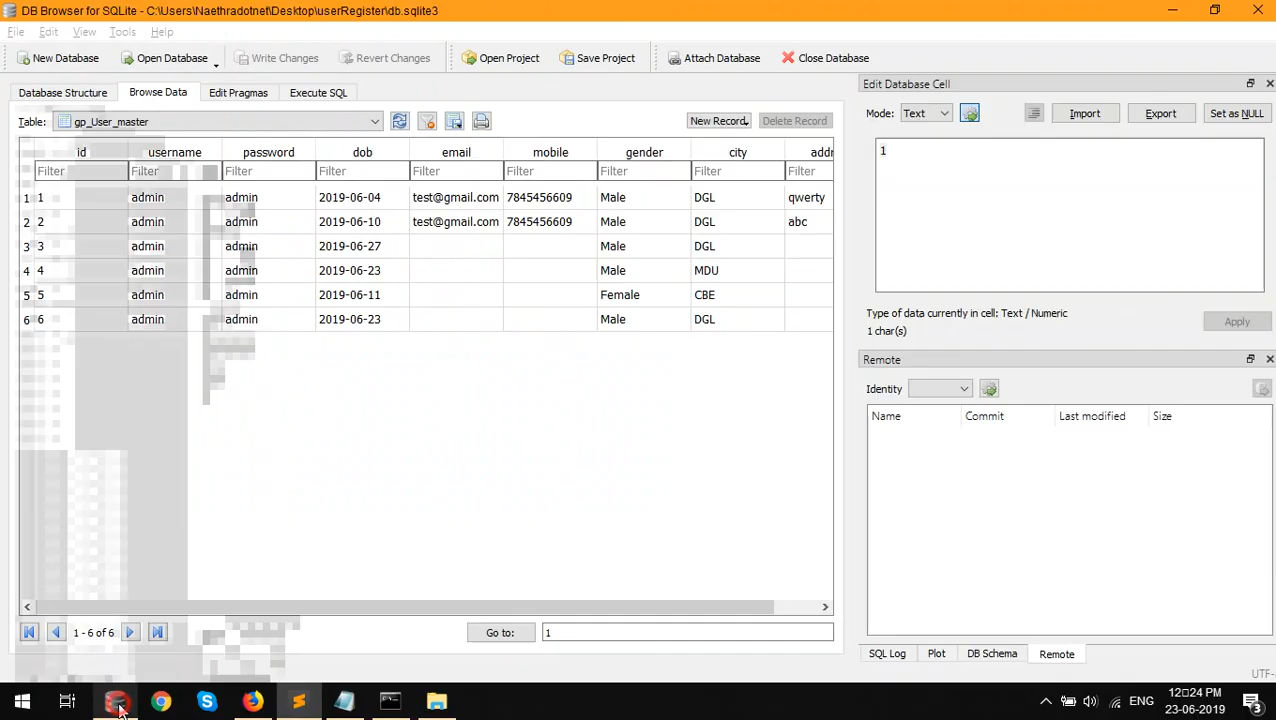 DB Browser for SQLite - C:\Users\Naethradotnet\Desktop\userRegister\db.sqlite3
File Edit View Tools Help
New Database Open Database Write Changes Revert Changes Open Project Save Project Attach Database Close Database
Database Structure Browse Data Edit Pragmas Execute SQL
Table: gp_User_master New Record Delete Record
id username password dob email mobile gender city addr
Filter Filter Filter Filter Filter Filter Filter Filter Filter
1 1 admin admin 2019-06-04 test@gmail.com 7845456609 Male DGL qwerty
2 2 admin admin 2019-06-10 test@gmail.com 7845456609 Male DGL abc
3 3 admin admin 2019-06-27 Male DGL
4 4 admin admin 2019-06-23 Male MDU
5 5 admin admin 2019-06-11 Female CBE
6 6 admin admin 2019-06-23 Male DGL
1 - 6 of 6 Go to: 1
Edit Database Cell
Mode: Text Import Export Set as NULL
1
Type of data currently in cell: Text / Numeric
1 char(s)
Apply
Remote
Identity
Name Commit Last modified Size
SQL Log Plot DB Schema Remote
UTF-
ENG 12:24 PM
23-06-2019
3